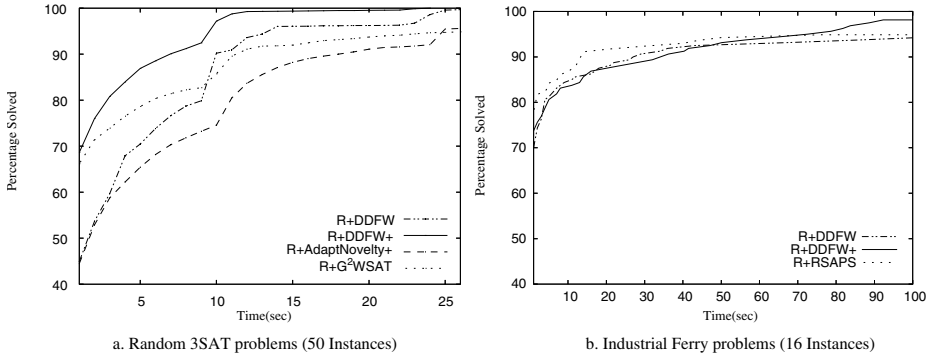 100
90
80
70
60
50
40
Percentage Solved
R+DDFW
R+DDFW+
R+AdaptNovelty+
R+G²WSAT
5 10 15 20 25
Time(sec)
a. Random 3SAT problems (50 Instances)
100
90
80
70
60
50
40
Percentage Solved
R+DDFW
R+DDFW+
R+RSAPS
10 20 30 40 50 60 70 80 90 100
Time(sec)
b. Industrial Ferry problems (16 Instances)